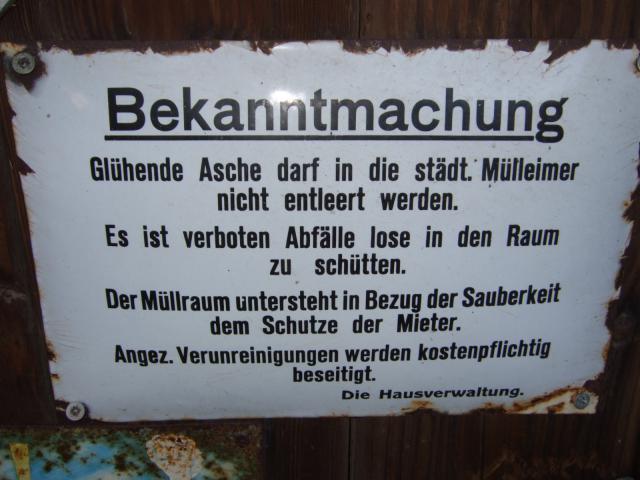 Bekanntmachung
Glühende Asche darf in die städt. Mülleimer
nicht entleert werden.
Es ist verboten Abfälle lose in den Raum
zu schütten.
Der Müllraum untersteht in Bezug der Sauberkeit
dem Schutze der Mieter.
Angez. Verunreinigungen werden kostenpflichtig
beseitigt.
Die Hausverwaltung.